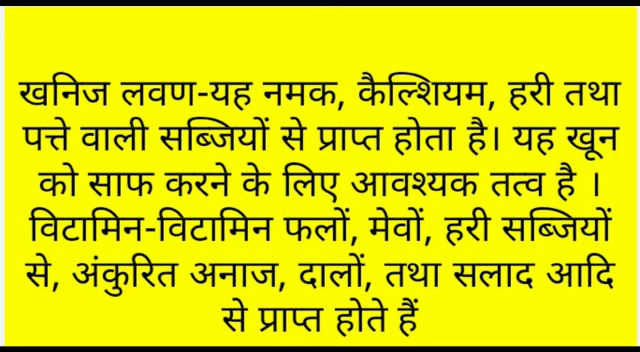 खनिज लवण-यह नमक, कैल्शियम, हरी तथा
पत्ते वाली सब्जियों से प्राप्त होता है। यह खून
को साफ करने के लिए आवश्यक तत्व है ।
विटामिन-विटामिन फलों, मेवों, हरी सब्जियों
से, अंकुरित अनाज, दालों, तथा सलाद आदि
से प्राप्त होते हैं